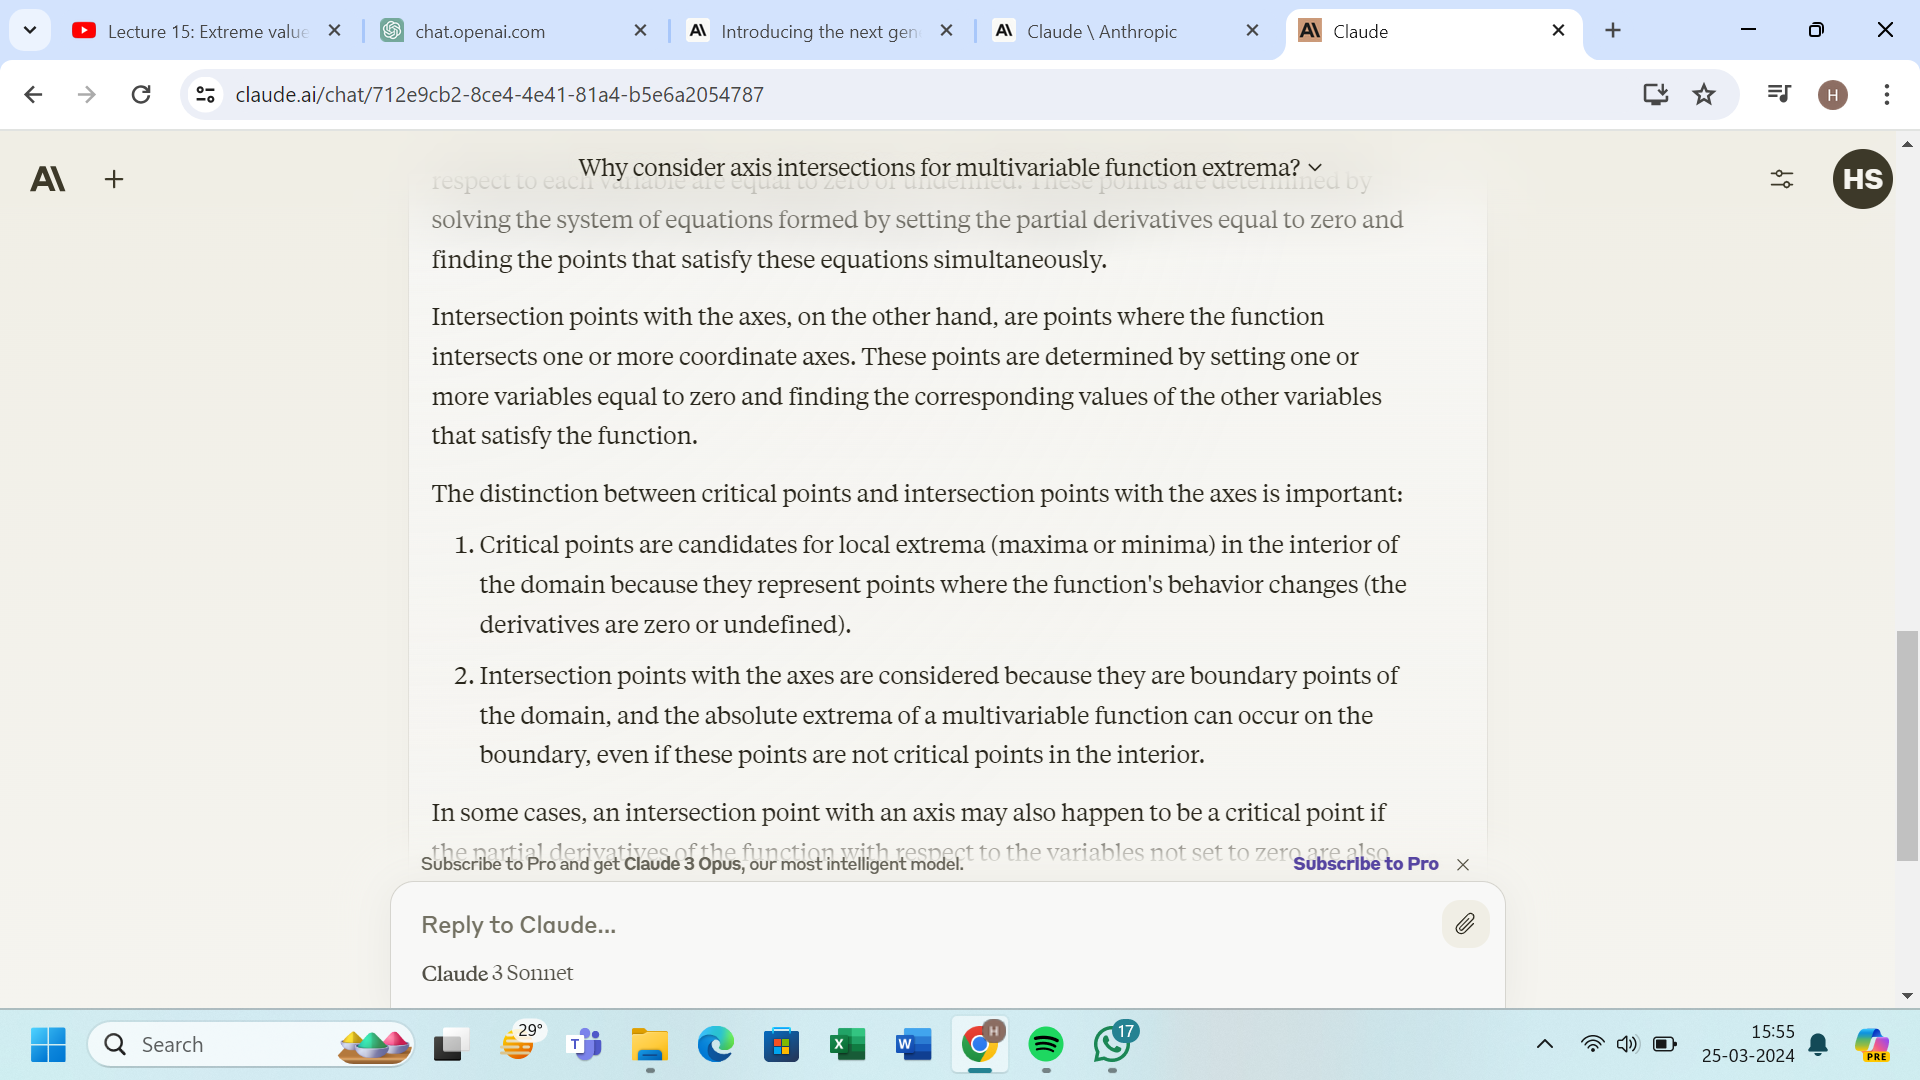 Lecture 15: Extreme value
chat.openai.com
Introducing the next gen
Claude \ Anthropic
Claude
claude.ai/chat/712e9cb2-8ce4-4e41-81a4-b5e6a2054787
H
Why consider axis intersections for multivariable function extrema?
HS
respect to each variable are equal to zero or undefined. These points are determined by
solving the system of equations formed by setting the partial derivatives equal to zero and
finding the points that satisfy these equations simultaneously.
Intersection points with the axes, on the other hand, are points where the function
intersects one or more coordinate axes. These points are determined by setting one or
more variables equal to zero and finding the corresponding values of the other variables
that satisfy the function.
The distinction between critical points and intersection points with the axes is important:
1. Critical points are candidates for local extrema (maxima or minima) in the interior of
the domain because they represent points where the function's behavior changes (the
derivatives are zero or undefined).
2. Intersection points with the axes are considered because they are boundary points of
the domain, and the absolute extrema of a multivariable function can occur on the
boundary, even if these points are not critical points in the interior.
In some cases, an intersection point with an axis may also happen to be a critical point if
the partial derivatives of the function with respect to the variables not set to zero are also
Subscribe to Pro and get Claude 3 Opus, our most intelligent model.
Subscribe to Pro
Reply to Claude...
Claude 3 Sonnet
Search
29°
H
17
15:55
25-03-2024
PRE